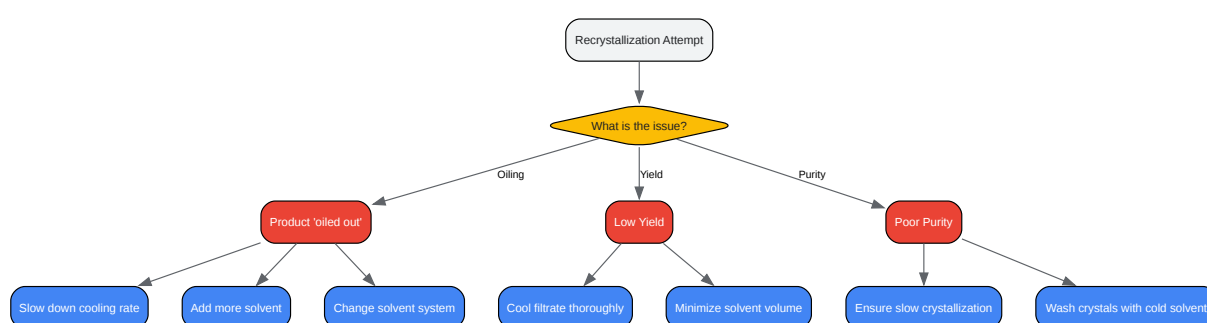 Recrystallization Attempt
What is the issue?
Oiling
Yield
Purity
Product 'oiled out'
Low Yield
Poor Purity
Slow down cooling rate
Add more solvent
Change solvent system
Cool filtrate thoroughly
Minimize solvent volume
Ensure slow crystallization
Wash crystals with cold solvent